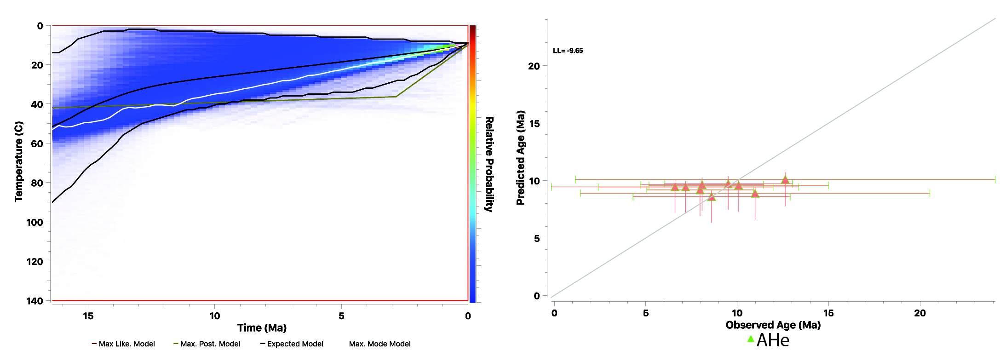 0
20
40
60
80
100
120
140
Temperature (C)
15
10
5
0
Time (Ma)
Relative Probability
Max Like. Model
Max. Post. Model
Expected Model
Max. Mode Model
LL= -9.65
20
15
10
5
0
Predicted Age (Ma)
0
5
10
15
20
Observed Age (Ma)
AHe